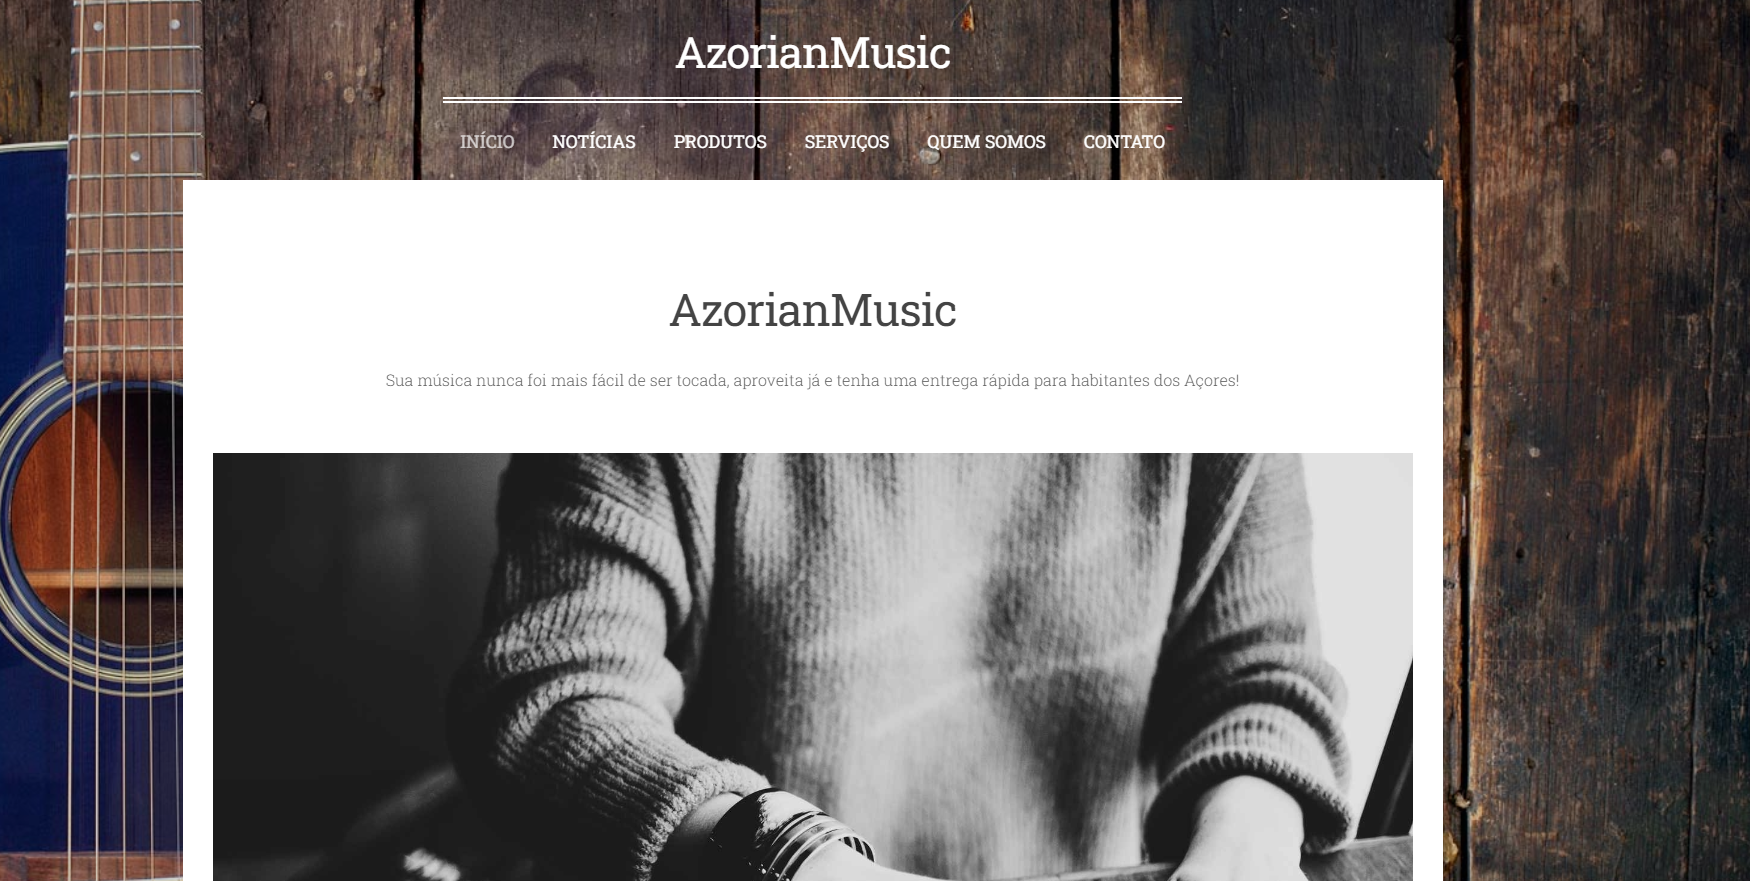 AzorianMusic
INÍCIO NOTÍCIAS PRODUTOS SERVIÇOS QUEM SOMOS CONTATO
AzorianMusic
Sua música nunca foi mais fácil de ser tocada, aproveita já e tenha uma entrega rápida para habitantes dos Açores!